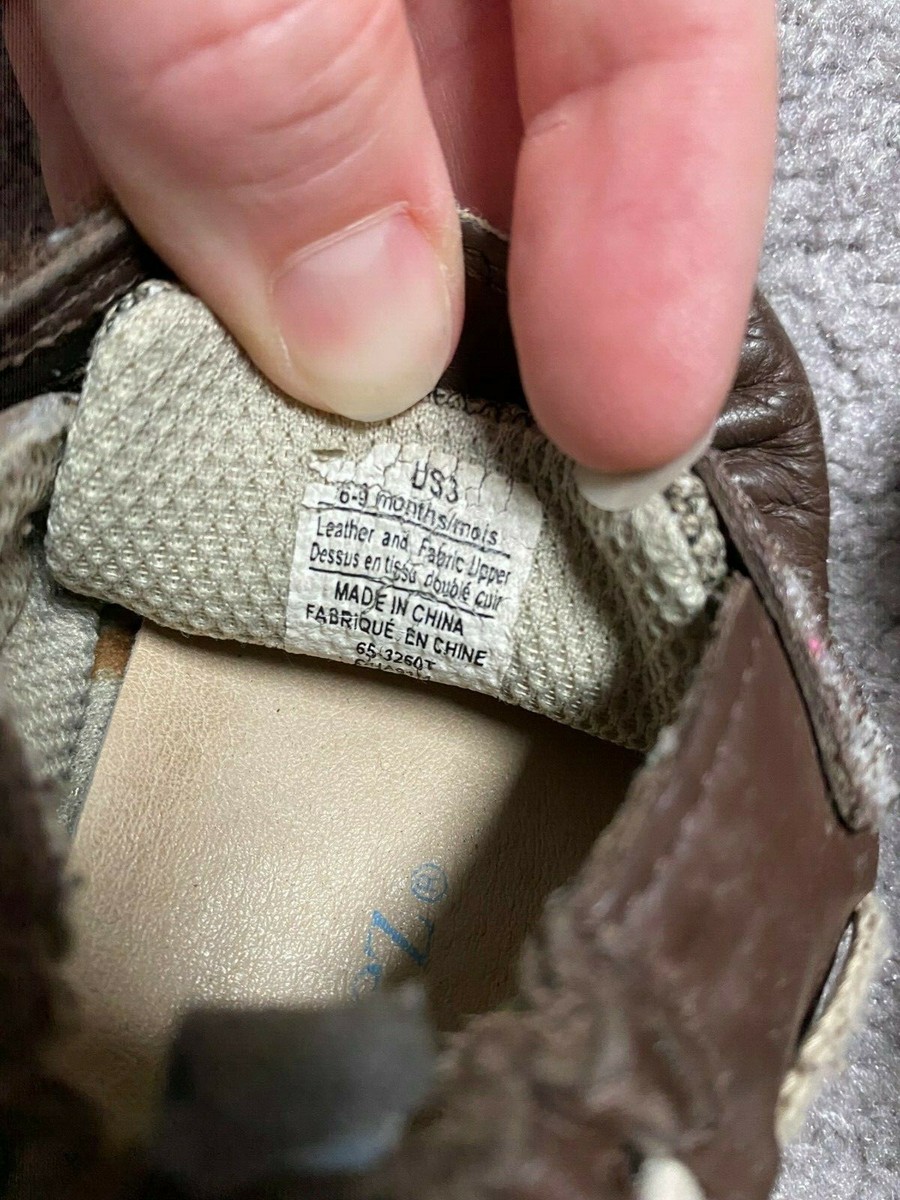 US3
6-9 months/mois
Leather and Fabric Upper
Dessus en tissu doublé cuir
MADE IN CHINA
FABRIQUÉ EN CHINE
65-3260T
Z®